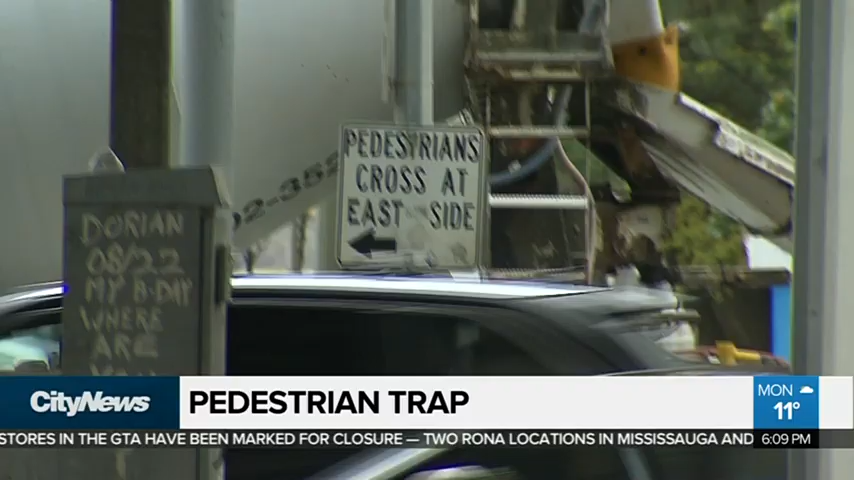 PEDESTRIANS
CROSS AT
EAST SIDE
DORIAN
08/22
MY B-DAY
WHERE
ARE
CityNews
PEDESTRIAN TRAP
MON
11°
STORES IN THE GTA HAVE BEEN MARKED FOR CLOSURE — TWO RONA LOCATIONS IN MISSISSAUGA AND
6:09 PM